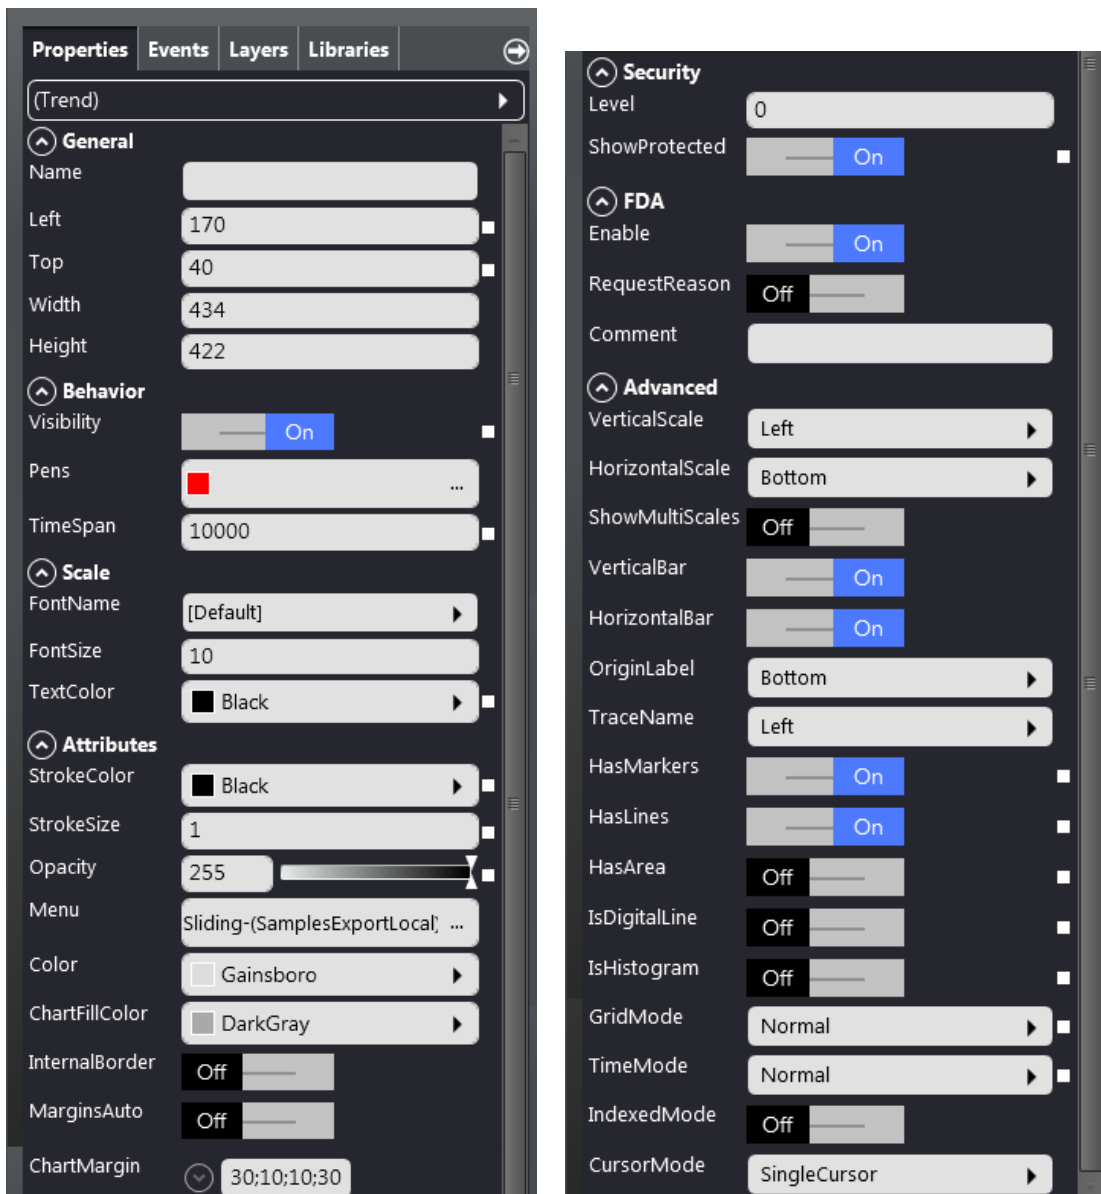 Properties Events Layers Libraries
(Trend)
General
Name
Left 170
Top 40
Width 434
Height 422
Behavior
Visibility On
Pens ...
TimeSpan 10000
Scale
FontName [Default]
FontSize 10
TextColor Black
Attributes
StrokeColor Black
StrokeSize 1
Opacity 255
Menu Sliding-(SamplesExportLocal) ...
Color Gainsboro
ChartFillColor DarkGray
InternalBorder Off
MarginsAuto Off
ChartMargin 30;10;10;30
Security
Level 0
ShowProtected On
FDA
Enable On
RequestReason Off
Comment
Advanced
VerticalScale Left
HorizontalScale Bottom
ShowMultiScales Off
VerticalBar On
HorizontalBar On
OriginLabel Bottom
TraceName Left
HasMarkers On
HasLines On
HasArea Off
IsDigitalLine Off
IsHistogram Off
GridMode Normal
TimeMode Normal
IndexedMode Off
CursorMode SingleCursor